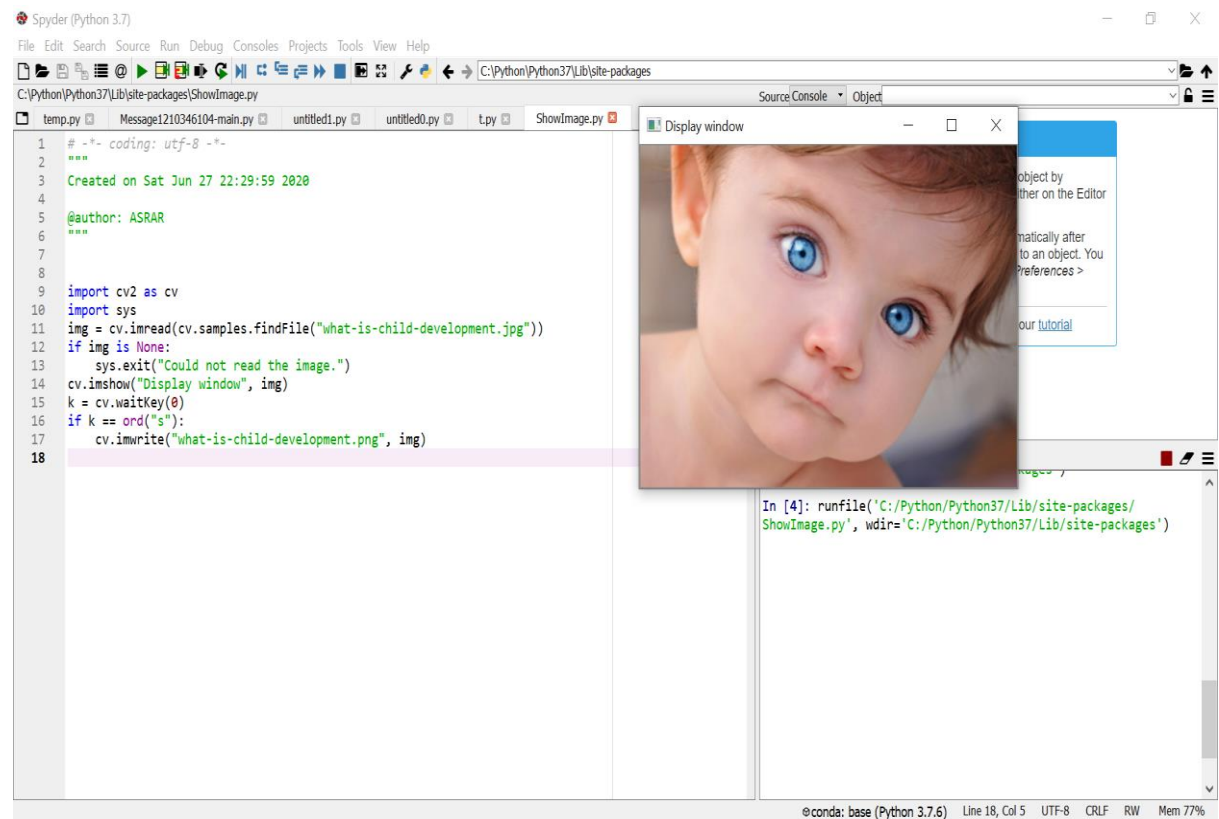 Spyder (Python 3.7)
File Edit Search Source Run Debug Consoles Projects Tools View Help
C:\Python\Python37\Lib\site-packages
C:\Python\Python37\Lib\site-packages\ShowImage.py
Source Console Object
temp.py Message1210346104-main.py untitled1.py untitled0.py t.py ShowImage.py
1 # -*- coding: utf-8 -*-
2 """
3 Created on Sat Jun 27 22:29:59 2020
4
5 @author: ASRAR
6 """
7
8
9 import cv2 as cv
10 import sys
11 img = cv.imread(cv.samples.findFile("what-is-child-development.jpg"))
12 if img is None:
13     sys.exit("Could not read the image.")
14 cv.imshow("Display window", img)
15 k = cv.waitKey(0)
16 if k == ord("s"):
17     cv.imwrite("what-is-child-development.png", img)
18
Display window
object by
ither on the Editor
matically after
to an object. You
Preferences >
our tutorial
In [4]: runfile('C:/Python/Python37/Lib/site-packages/
ShowImage.py', wdir='C:/Python/Python37/Lib/site-packages')
conda: base (Python 3.7.6) Line 18, Col 5 UTF-8 CRLF RW Mem 77%